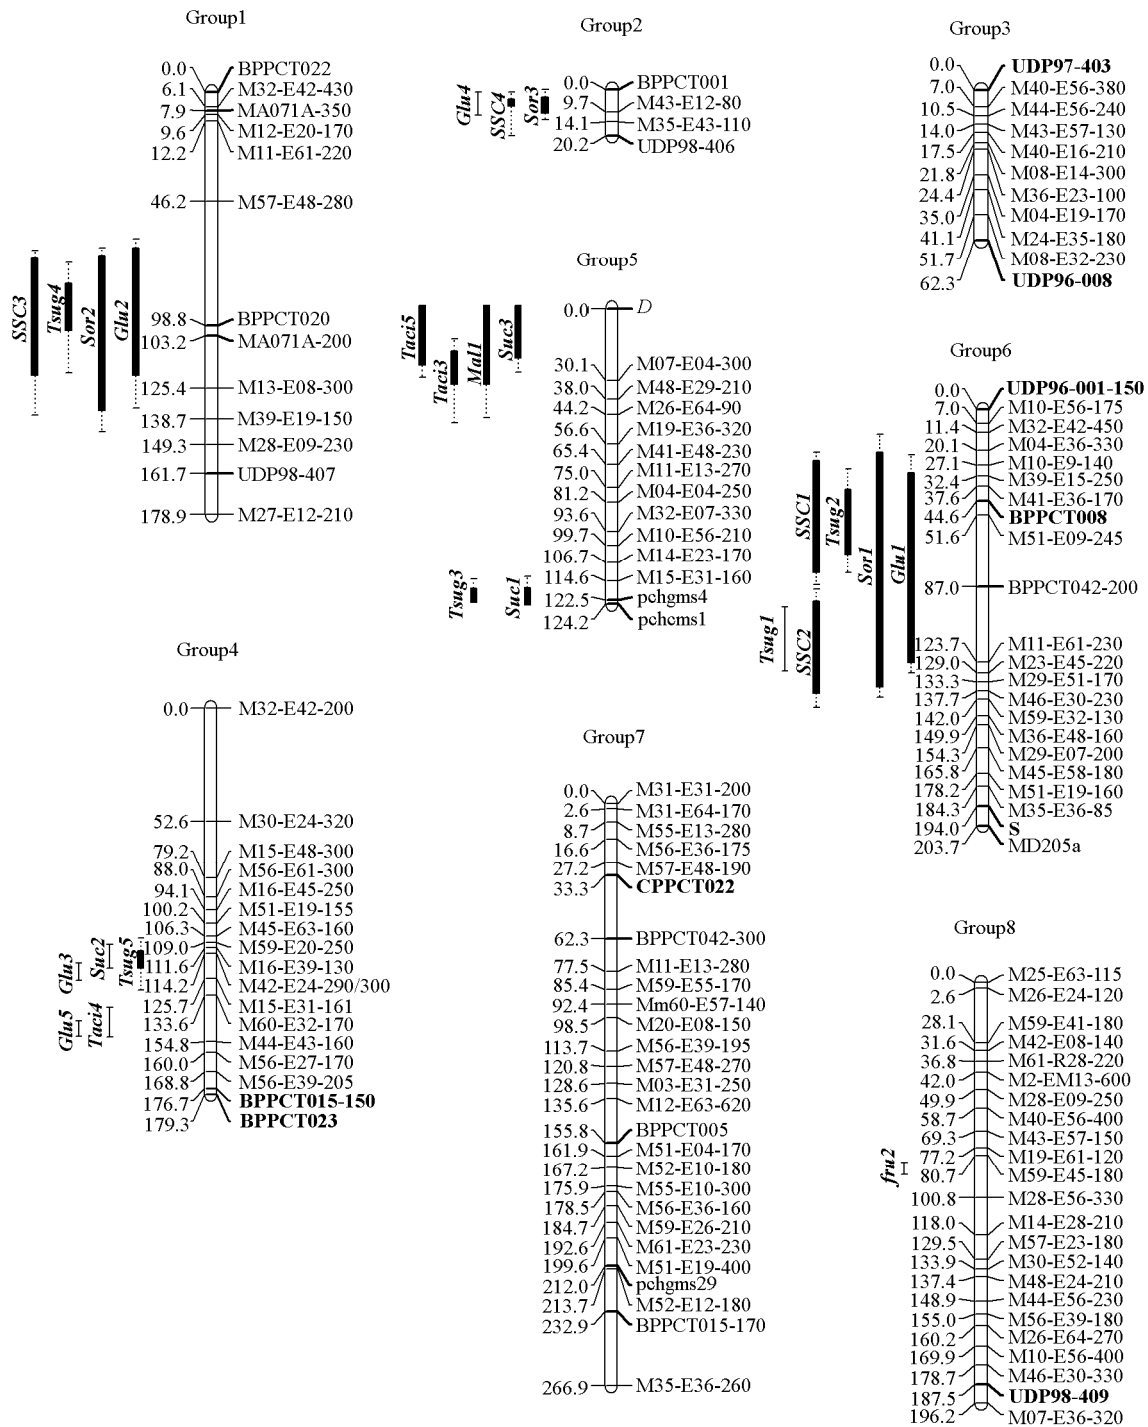 Group1
0.0 BPPCT022
6.1 M32-E42-430
7.9 MA071A-350
9.6 M12-E20-170
12.2 M11-E61-220
46.2 M57-E48-280
98.8 BPPCT020
103.2 MA071A-200
125.4 M13-E08-300
138.7 M39-E19-150
149.3 M28-E09-230
161.7 UDP98-407
178.9 M27-E12-210
SSC3
Tsug4
Sor2
Glu2
Group2
0.0 BPPCT001
9.7 M43-E12-80
14.1 M35-E43-110
20.2 UDP98-406
Glu4
SSC4
Sor3
Group3
0.0 UDP97-403
7.0 M40-E56-380
10.5 M44-E56-240
14.0 M43-E57-130
17.5 M40-E16-210
21.8 M08-E14-300
24.4 M36-E23-100
35.0 M04-E19-170
41.1 M24-E35-180
51.7 M08-E32-230
62.3 UDP96-008
Group5
0.0 D
30.1 M07-E04-300
38.0 M48-E29-210
44.2 M26-E64-90
56.6 M19-E36-320
65.4 M41-E48-230
75.0 M11-E13-270
81.2 M04-E04-250
93.6 M32-E07-330
99.7 M10-E56-210
106.7 M14-E23-170
114.6 M15-E31-160
122.5 pchgms4
124.2 pchcms1
Taci5
Taci3
Mal1
Suc3
Tsug3
Suc1
Group6
0.0 UDP96-001-150
7.0 M10-E56-175
11.4 M32-E42-450
20.1 M04-E36-330
27.1 M10-E9-140
32.4 M39-E15-250
37.6 M41-E36-170
44.6 BPPCT008
51.6 M51-E09-245
87.0 BPPCT042-200
123.7 M11-E61-230
129.0 M23-E45-220
133.3 M29-E51-170
137.7 M46-E30-230
142.0 M59-E32-130
149.9 M36-E48-160
154.3 M29-E07-200
165.8 M45-E58-180
178.2 M51-E19-160
184.3 M35-E36-85
194.0 S
203.7 MD205a
SSC1
Tsug2
Sor1
Glu1
Tsug1
SSC2
Group4
0.0 M32-E42-200
52.6 M30-E24-320
79.2 M15-E48-300
88.0 M56-E61-300
94.1 M16-E45-250
100.2 M51-E19-155
106.3 M45-E63-160
109.0 M59-E20-250
111.6 M16-E39-130
114.2 M42-E24-290/300
125.7 M15-E31-161
133.6 M60-E32-170
154.8 M44-E43-160
160.0 M56-E27-170
168.8 M56-E39-205
176.7 BPPCT015-150
179.3 BPPCT023
Glu3
Suc2
Tsug5
Glu5
Taci4
Group7
0.0 M31-E31-200
2.6 M31-E64-170
8.7 M55-E13-280
16.6 M56-E36-175
27.2 M57-E48-190
33.3 CPPCT022
62.3 BPPCT042-300
77.5 M11-E13-280
85.4 M59-E55-170
92.4 Mm60-E57-140
98.5 M20-E08-150
113.7 M56-E39-195
120.8 M57-E48-270
128.6 M03-E31-250
135.6 M12-E63-620
155.8 BPPCT005
161.9 M51-E04-170
167.2 M52-E10-180
175.9 M55-E10-300
178.5 M56-E36-160
184.7 M59-E26-210
192.6 M61-E23-230
199.6 M51-E19-400
212.0 pchgms29
213.7 M52-E12-180
232.9 BPPCT015-170
266.9 M35-E36-260
Group8
0.0 M25-E63-115
2.6 M26-E24-120
28.1 M59-E41-180
31.6 M42-E08-140
36.8 M61-R28-220
42.0 M2-EM13-600
49.9 M28-E09-250
58.7 M40-E56-400
69.3 M43-E57-150
77.2 M19-E61-120
80.7 M59-E45-180
100.8 M28-E56-330
118.0 M14-E28-210
129.5 M57-E23-180
133.9 M30-E52-140
137.4 M48-E24-210
148.9 M44-E56-230
155.0 M56-E39-180
160.2 M26-E64-270
169.9 M10-E56-400
178.7 M46-E30-330
187.5 UDP98-409
196.2 M07-E36-320
fru2